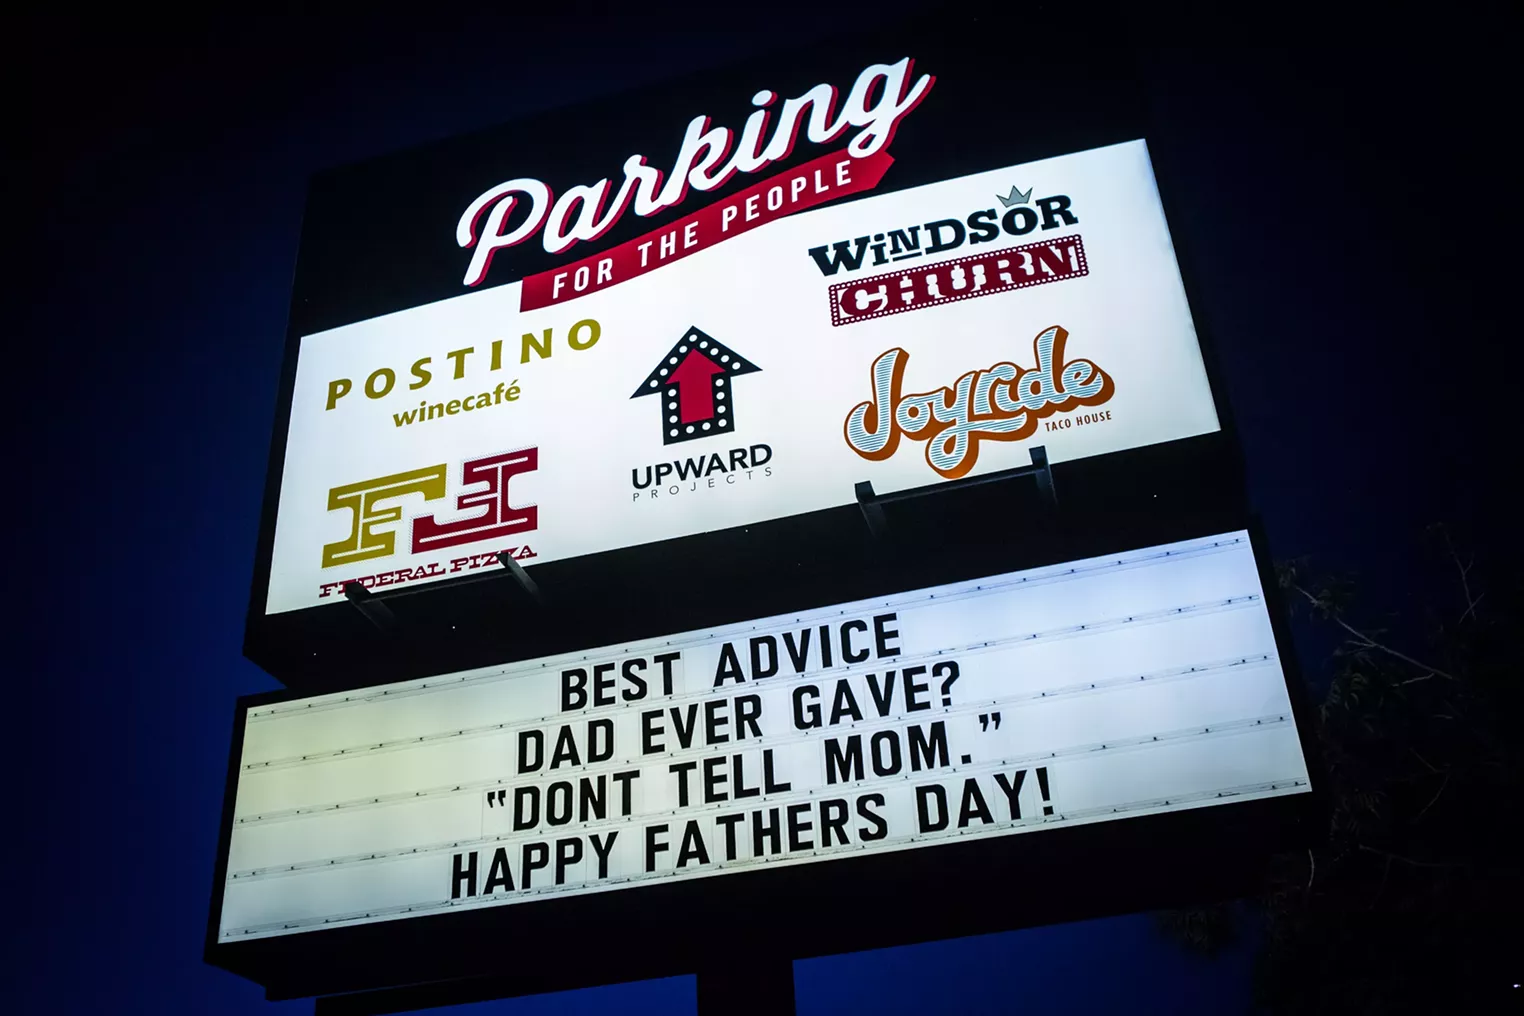 Parking
FOR THE PEOPLE
WiNDSOR
CHURN
POSTINO
winecafé
UPWARD
PROJECTS
Joyride
TACO HOUSE
FEDERAL PIZZA
BEST ADVICE
DAD EVER GAVE?
"DONT TELL MOM."
HAPPY FATHERS DAY!